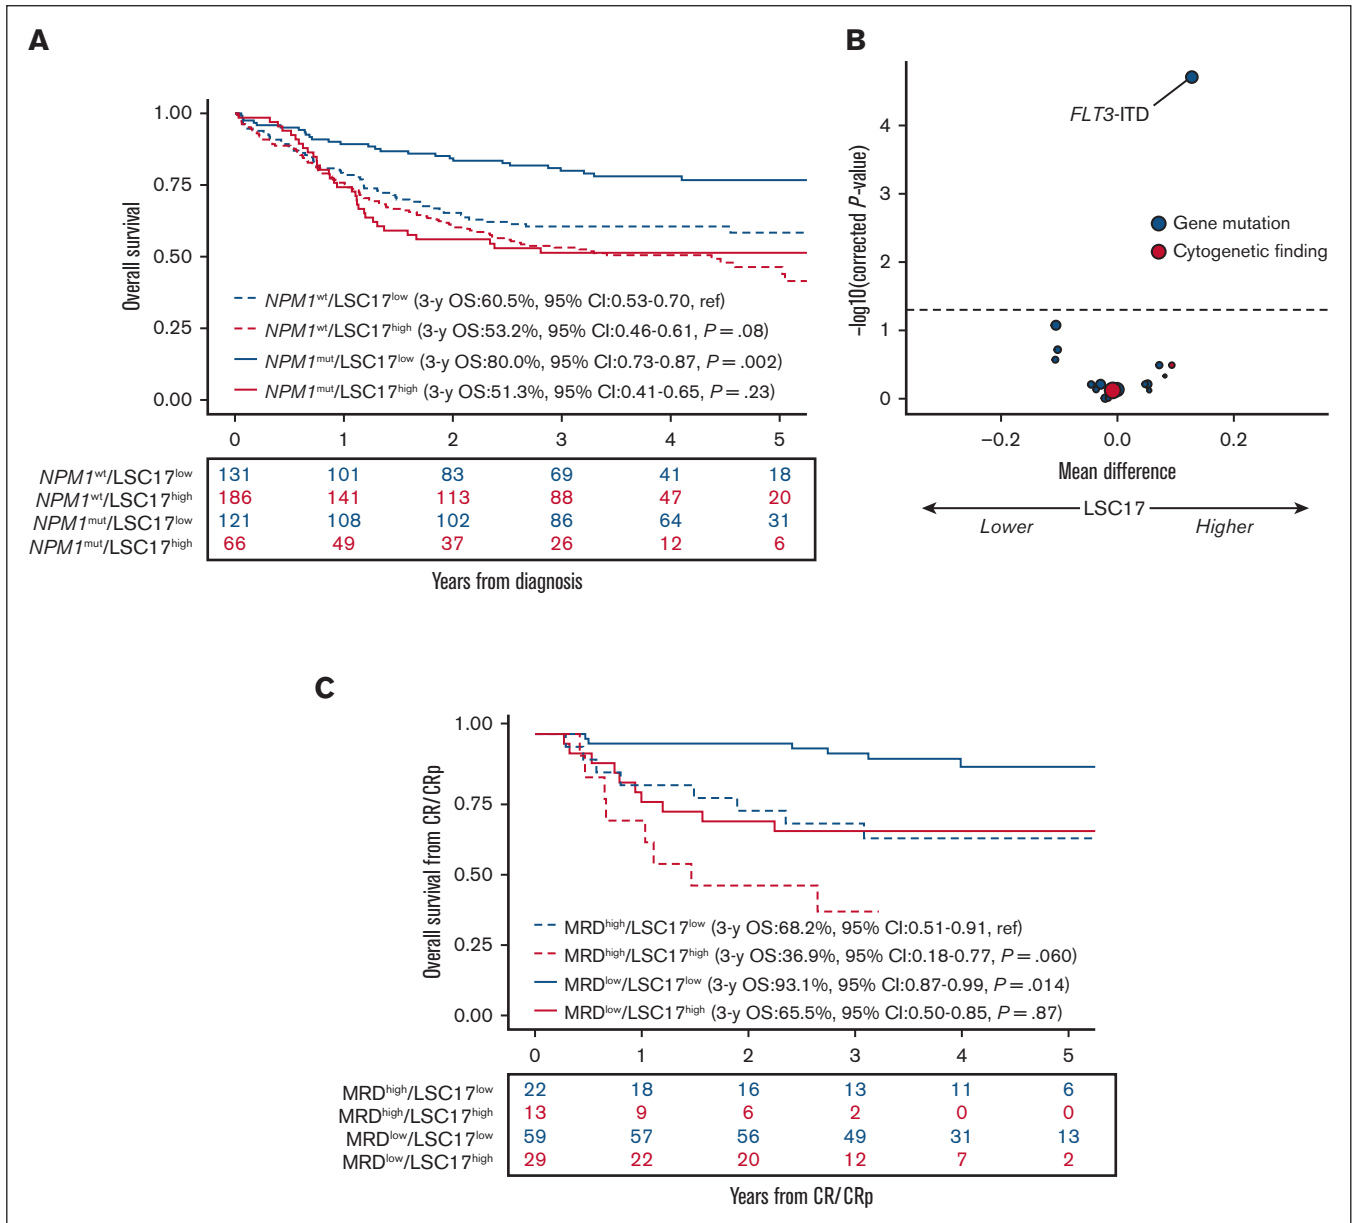 A
1.00
0.75
0.50
0.25
0.00
Overall survival
NPM1wt/LSC17low (3-y OS:60.5%, 95% CI:0.53-0.70, ref)
NPM1wt/LSC17high (3-y OS:53.2%, 95% CI:0.46-0.61, P = .08)
NPM1mut/LSC17low (3-y OS:80.0%, 95% CI:0.73-0.87, P = .002)
NPM1mut/LSC17high (3-y OS:51.3%, 95% CI:0.41-0.65, P = .23)
0 1 2 3 4 5
NPM1wt/LSC17low 131 101 83 69 41 18
NPM1wt/LSC17high 186 141 113 88 47 20
NPM1mut/LSC17low 121 108 102 86 64 31
NPM1mut/LSC17high 66 49 37 26 12 6
Years from diagnosis
B
FLT3-ITD
4
3
2
1
0
-log10(corrected P-value)
Gene mutation
Cytogenetic finding
−0.2 0.0 0.2
Mean difference
LSC17
Lower Higher
C
1.00
0.75
0.50
0.25
0.00
Overall survival from CR/CRp
MRDhigh/LSC17low (3-y OS:68.2%, 95% CI:0.51-0.91, ref)
MRDhigh/LSC17high (3-y OS:36.9%, 95% CI:0.18-0.77, P = .060)
MRDlow/LSC17low (3-y OS:93.1%, 95% CI:0.87-0.99, P = .014)
MRDlow/LSC17high (3-y OS:65.5%, 95% CI:0.50-0.85, P = .87)
0 1 2 3 4 5
MRDhigh/LSC17low 22 18 16 13 11 6
MRDhigh/LSC17high 13 9 6 2 0 0
MRDlow/LSC17low 59 57 56 49 31 13
MRDlow/LSC17high 29 22 20 12 7 2
Years from CR/CRp